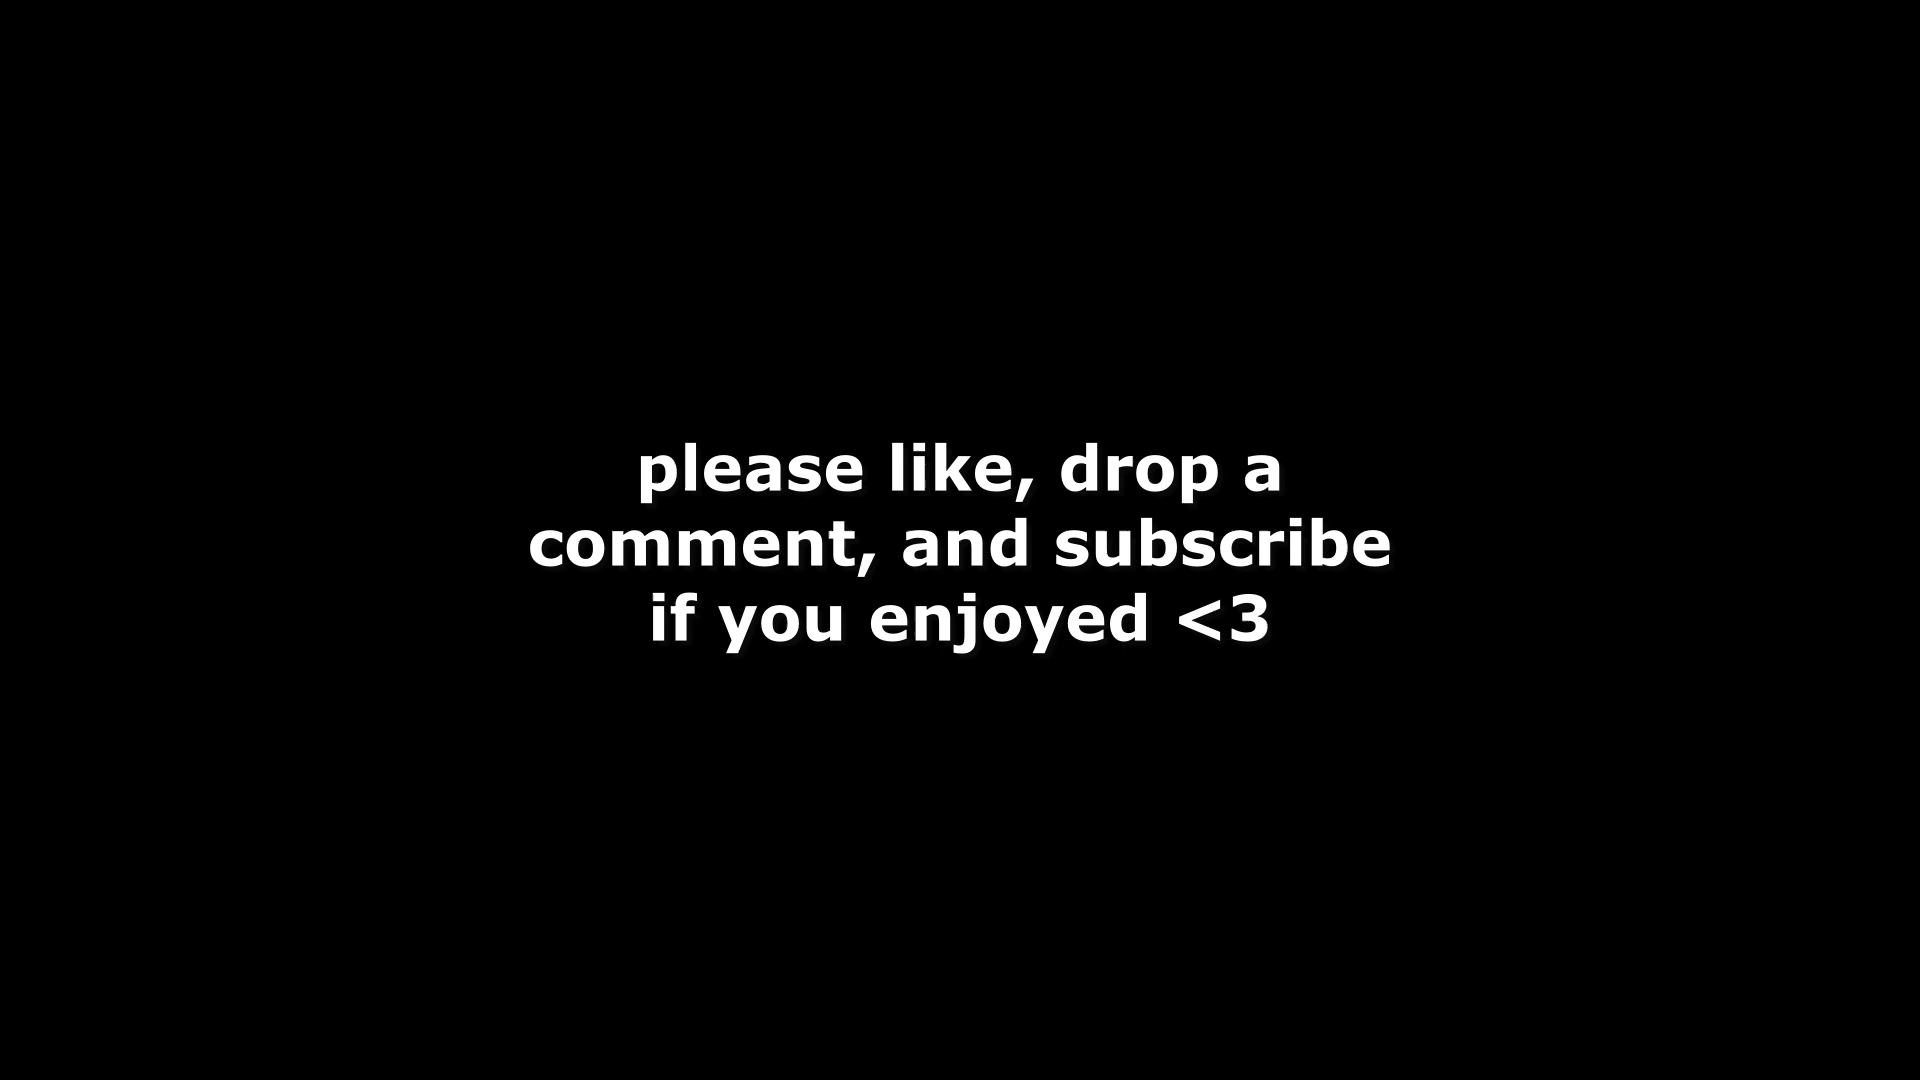 please like, drop a
comment, and subscribe
if you enjoyed <3